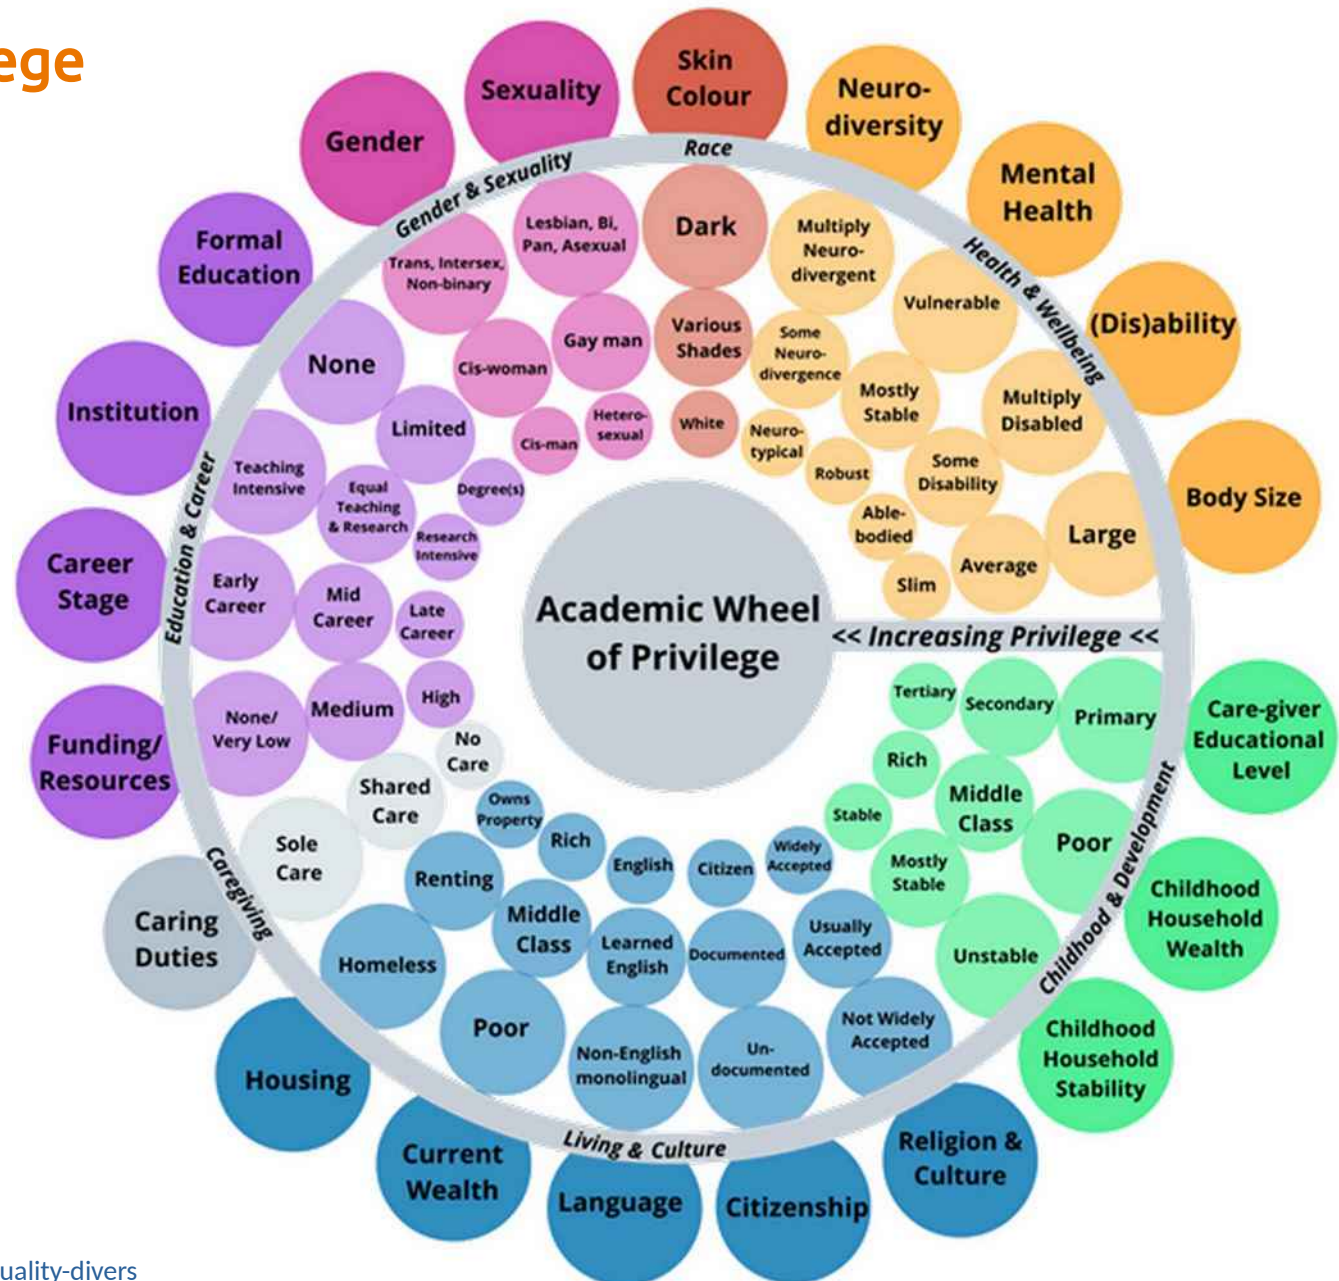 ege
Skin
Colour
Sexuality
Gender
Neuro-
diversity
Mental
Health
(Dis)ability
Body Size
Formal
Education
Institution
Career
Stage
Funding/
Resources
Caring
Duties
Housing
Current
Wealth
Language
Citizenship
Religion &
Culture
Childhood
Household
Stability
Childhood
Household
Wealth
Care-giver
Educational
Level
Race
Gender & Sexuality
Health & Wellbeing
Education & Career
Caregiving
Living & Culture
Childhood & Development
Dark
Various
Shades
White
Lesbian, Bi,
Pan, Asexual
Gay man
Hetero-
sexual
Trans, Intersex,
Non-binary
Cis-woman
Cis-man
Multiply
Neuro-
divergent
Some
Neuro-
divergence
Neuro-
typical
Vulnerable
Mostly
Stable
Robust
Multiply
Disabled
Some
Disability
Able-
bodied
Large
Average
Slim
None
Limited
Degree(s)
Teaching
Intensive
Equal
Teaching
& Research
Research
Intensive
Early
Career
Mid
Career
Late
Career
None/
Very Low
Medium
High
Sole
Care
Shared
Care
No
Care
Homeless
Renting
Owns
Property
Poor
Middle
Class
Rich
Non-English
monolingual
Learned
English
English
Un-
documented
Documented
Citizen
Not Widely
Accepted
Usually
Accepted
Widely
Accepted
Unstable
Mostly
Stable
Stable
Poor
Middle
Class
Rich
Primary
Secondary
Tertiary
Academic Wheel
of Privilege
<< Increasing Privilege <<
uality-divers